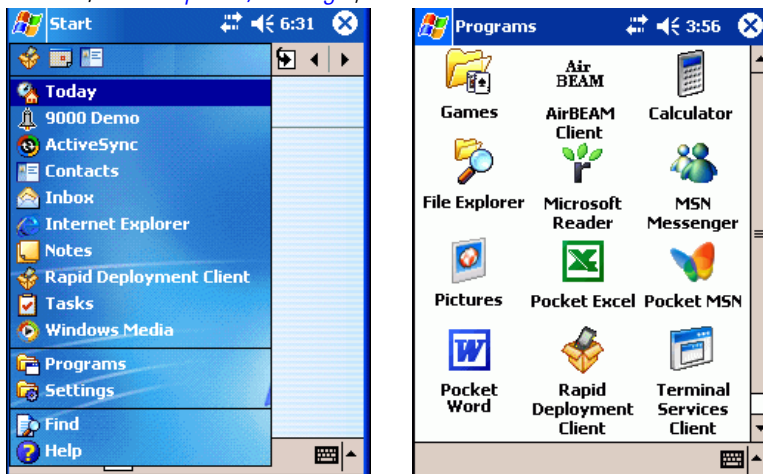 Start 6:31
Today
9000 Demo
ActiveSync
Contacts
Inbox
Internet Explorer
Notes
Rapid Deployment Client
Tasks
Windows Media
Programs
Settings
Find
Help
Programs 3:56
Air
BEAM
Games AirBEAM Calculator
Client
File Explorer Microsoft MSN
Reader Messenger
Pictures Pocket Excel Pocket MSN
Pocket Rapid Terminal
Word Deployment Services
Client Client